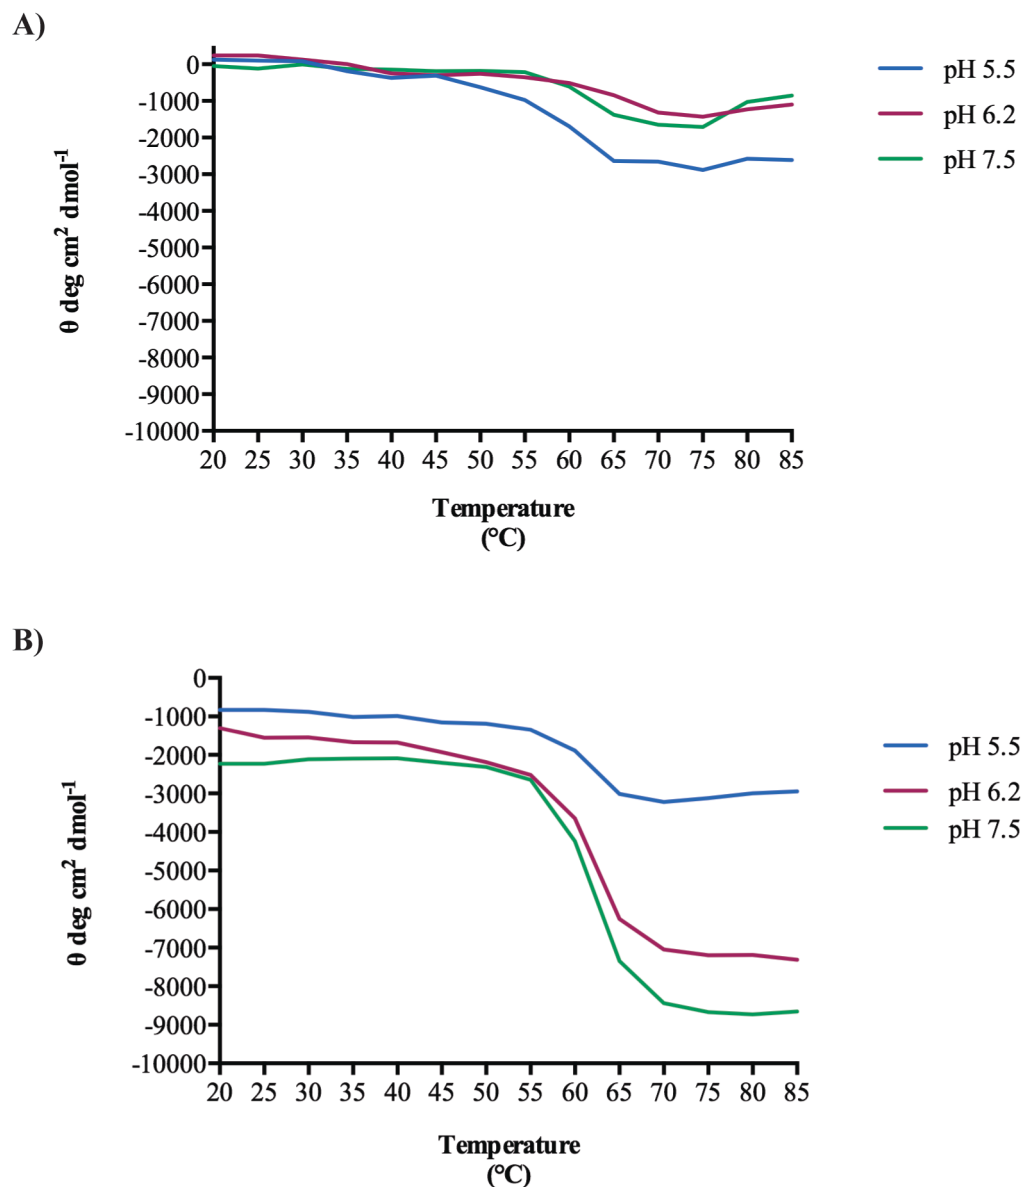 A)
0
-1000
-2000
-3000
-4000
-5000
-6000
-7000
-8000
-9000
-10000
θ deg cm² dmol⁻¹
20 25 30 35 40 45 50 55 60 65 70 75 80 85
Temperature
(°C)
pH 5.5
pH 6.2
pH 7.5
B)
0
-1000
-2000
-3000
-4000
-5000
-6000
-7000
-8000
-9000
-10000
θ deg cm² dmol⁻¹
20 25 30 35 40 45 50 55 60 65 70 75 80 85
Temperature
(°C)
pH 5.5
pH 6.2
pH 7.5